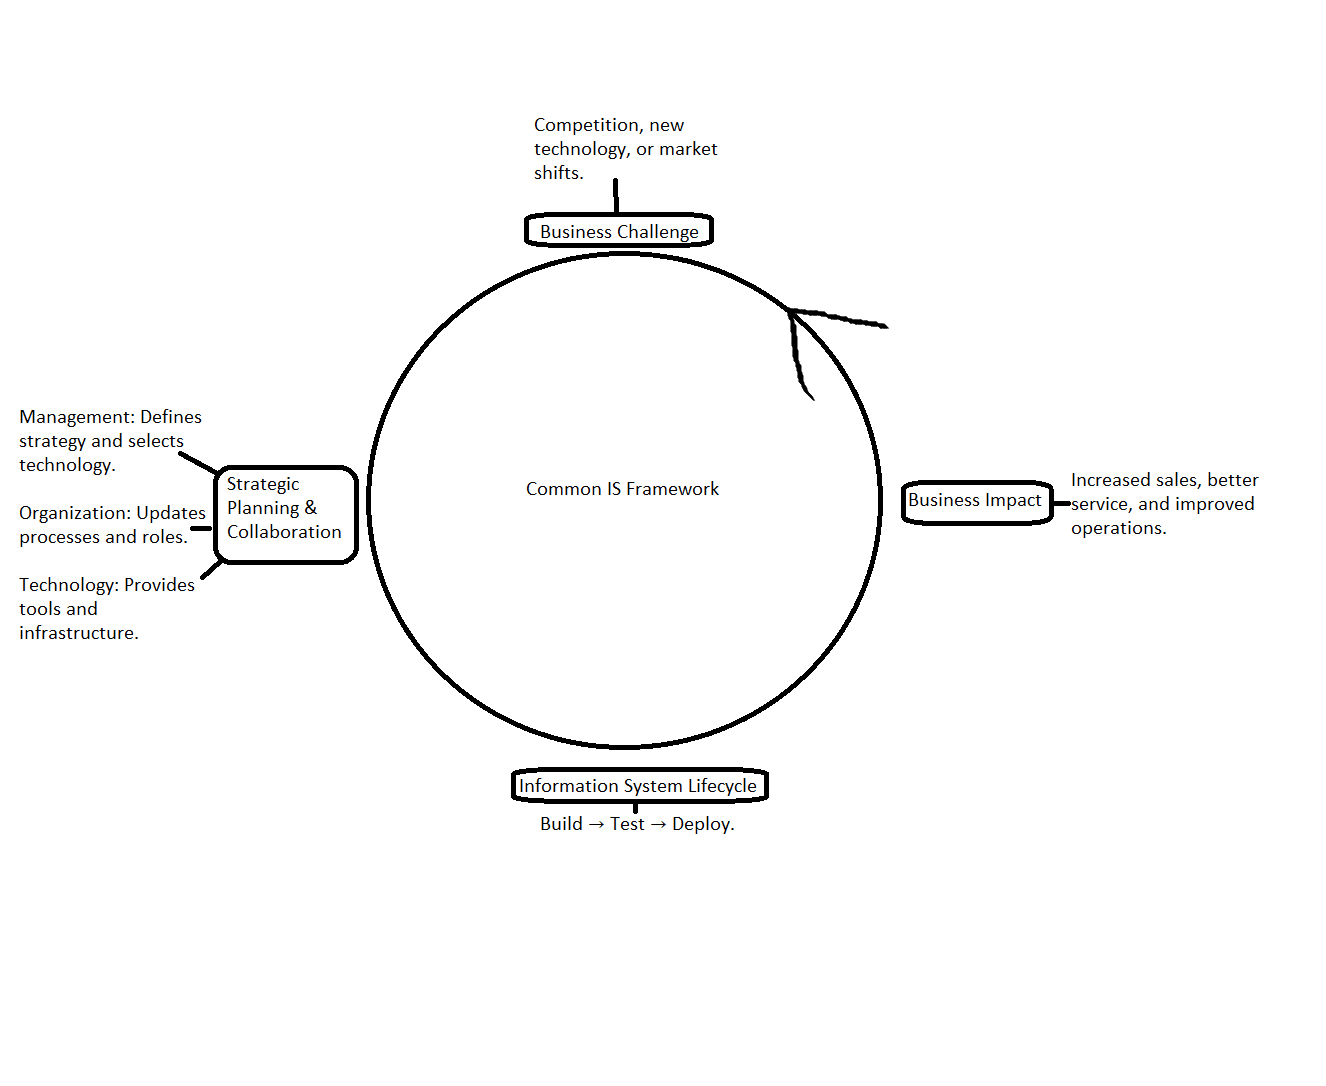 Competition, new
technology, or market
shifts.
Business Challenge
Management: Defines
strategy and selects
technology.
Organization: Updates
processes and roles.
Technology: Provides
tools and
infrastructure.
Strategic
Planning &
Collaboration
Common IS Framework
Business Impact
Increased sales, better
service, and improved
operations.
Information System Lifecycle
Build → Test → Deploy.